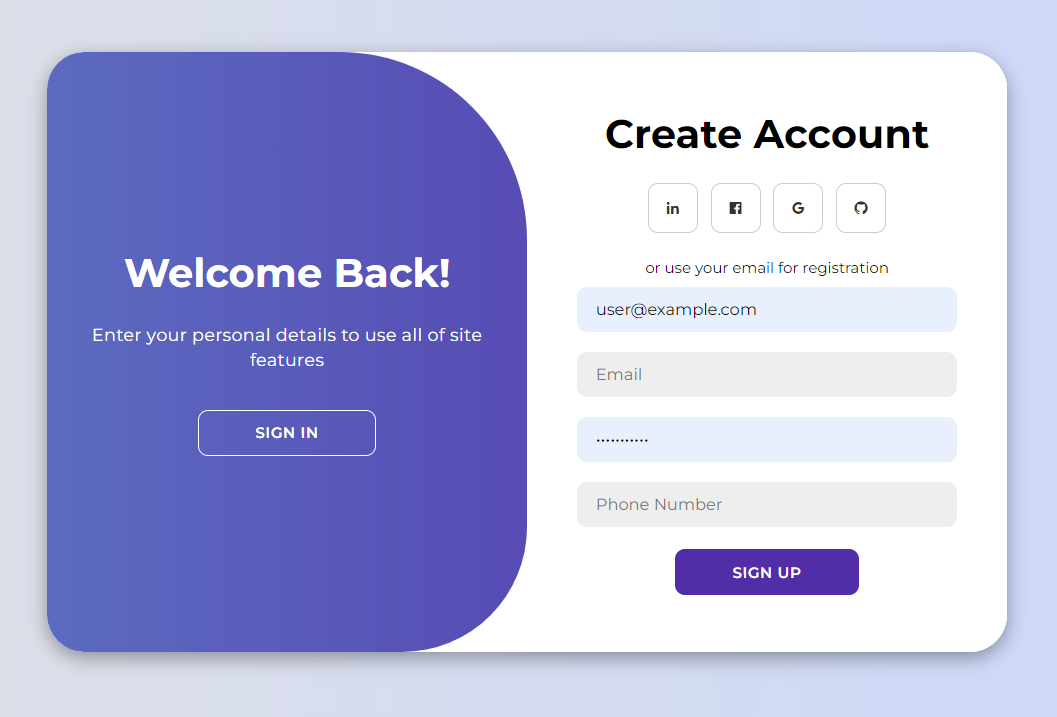 Welcome Back!
Enter your personal details to use all of site
features
SIGN IN
Create Account
in
f
G
or use your email for registration
user@example.com
Email
•••••••••••
Phone Number
SIGN UP